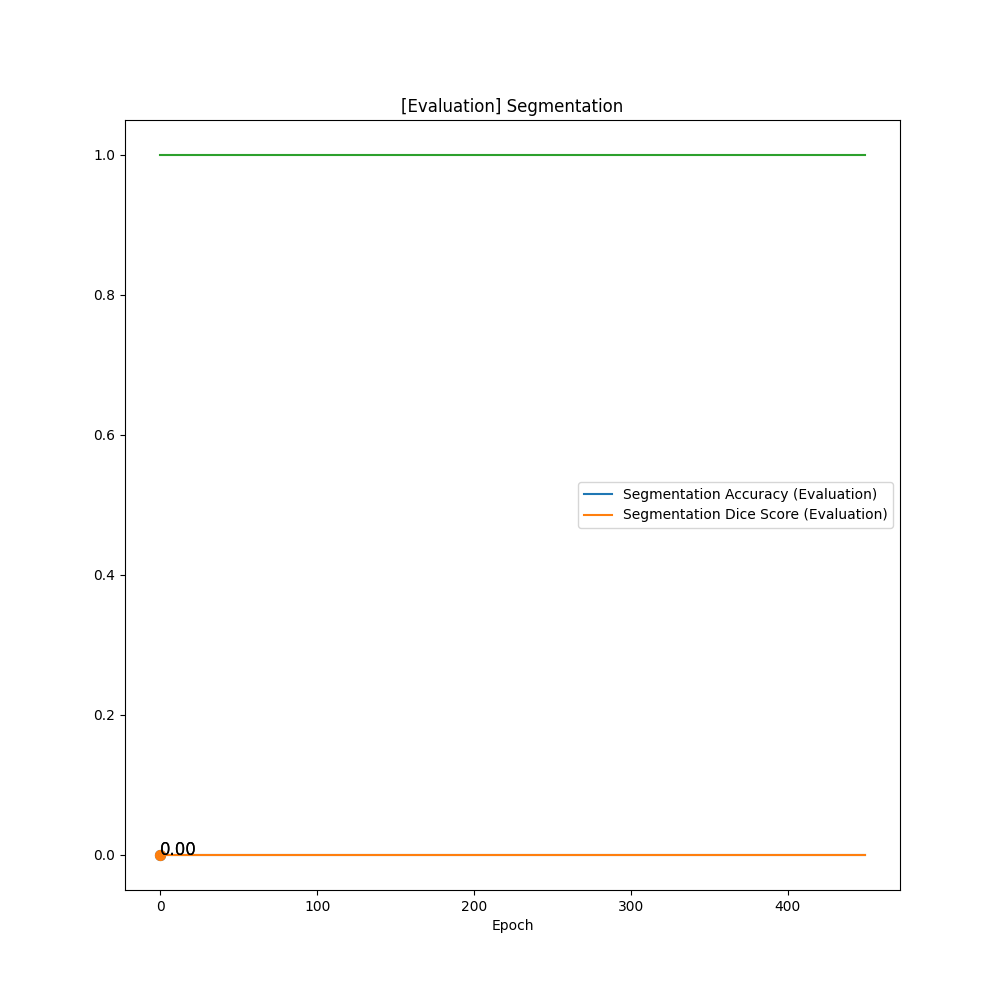 [Evaluation] Segmentation
1.0
0.8
0.6
0.4
0.2
0.0
Segmentation Accuracy (Evaluation)
Segmentation Dice Score (Evaluation)
0.00
0 100 200 300 400
Epoch